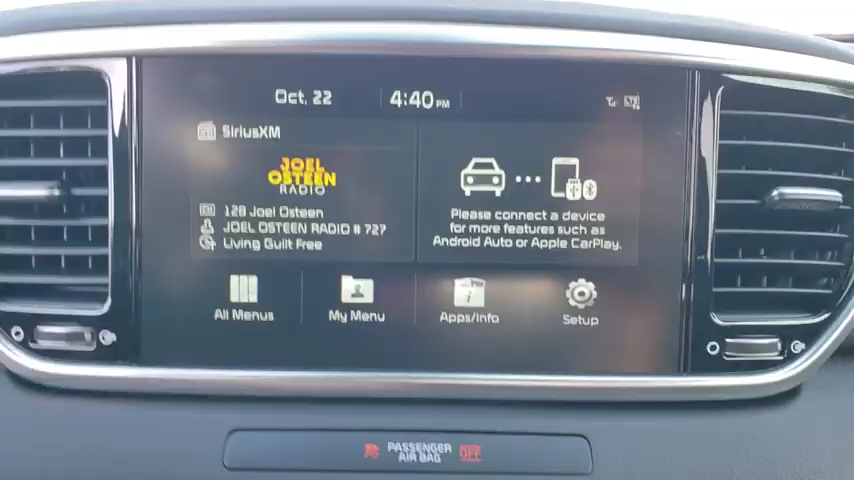 Oct. 22
4:40 PM
SiriusXM
JOEL
OSTEEN
RADIO
128 Joel Osteen
JOEL OSTEEN RADIO # 727
Living Guilt Free
Please connect a device
for more features such as
Android Auto or Apple CarPlay.
All Menus
My Menu
Apps/Info
Setup
PASSENGER
AIR BAG
OFF